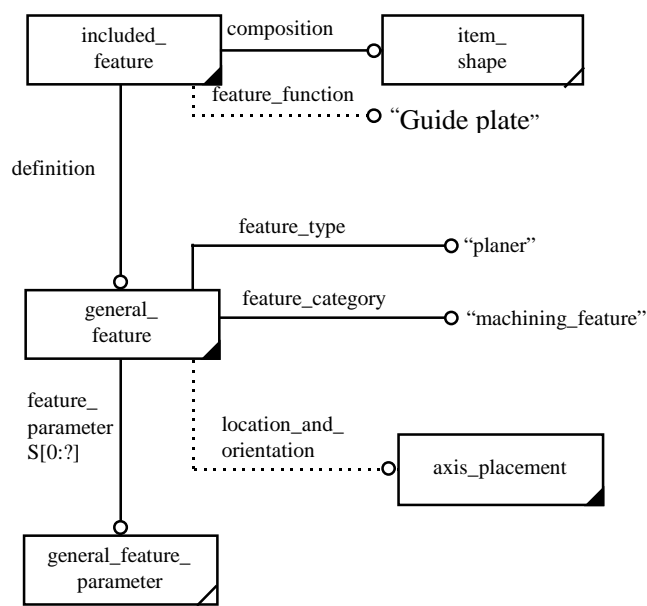 included_
feature
composition
item_
shape
feature_function
“Guide plate”
definition
feature_type
“planer”
general_
feature
feature_category
“machining_feature”
feature_
parameter
S[0:?]
location_and_
orientation
axis_placement
general_feature_
parameter